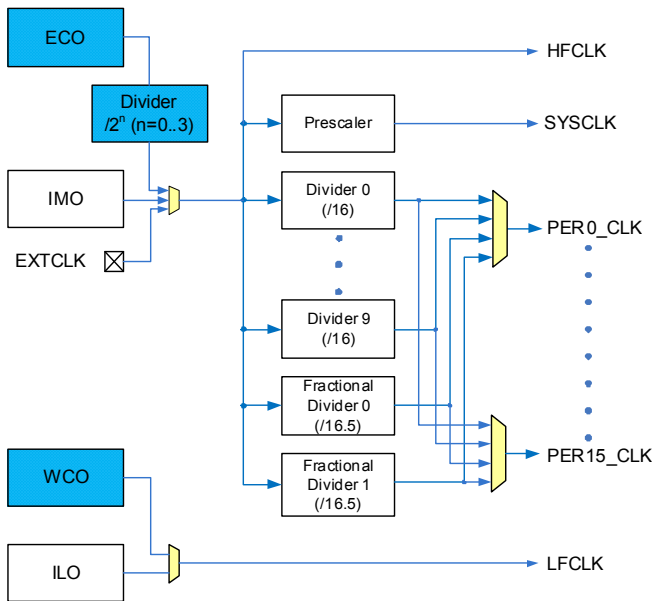 ECO
HFCLK
Divider
/2ⁿ (n=0..3)
Prescaler
SYSCLK
IMO
Divider 0
(/16)
PER0_CLK
EXTCLK
Divider 9
(/16)
Fractional
Divider 0
(/16.5)
Fractional
Divider 1
(/16.5)
PER15_CLK
WCO
ILO
LFCLK